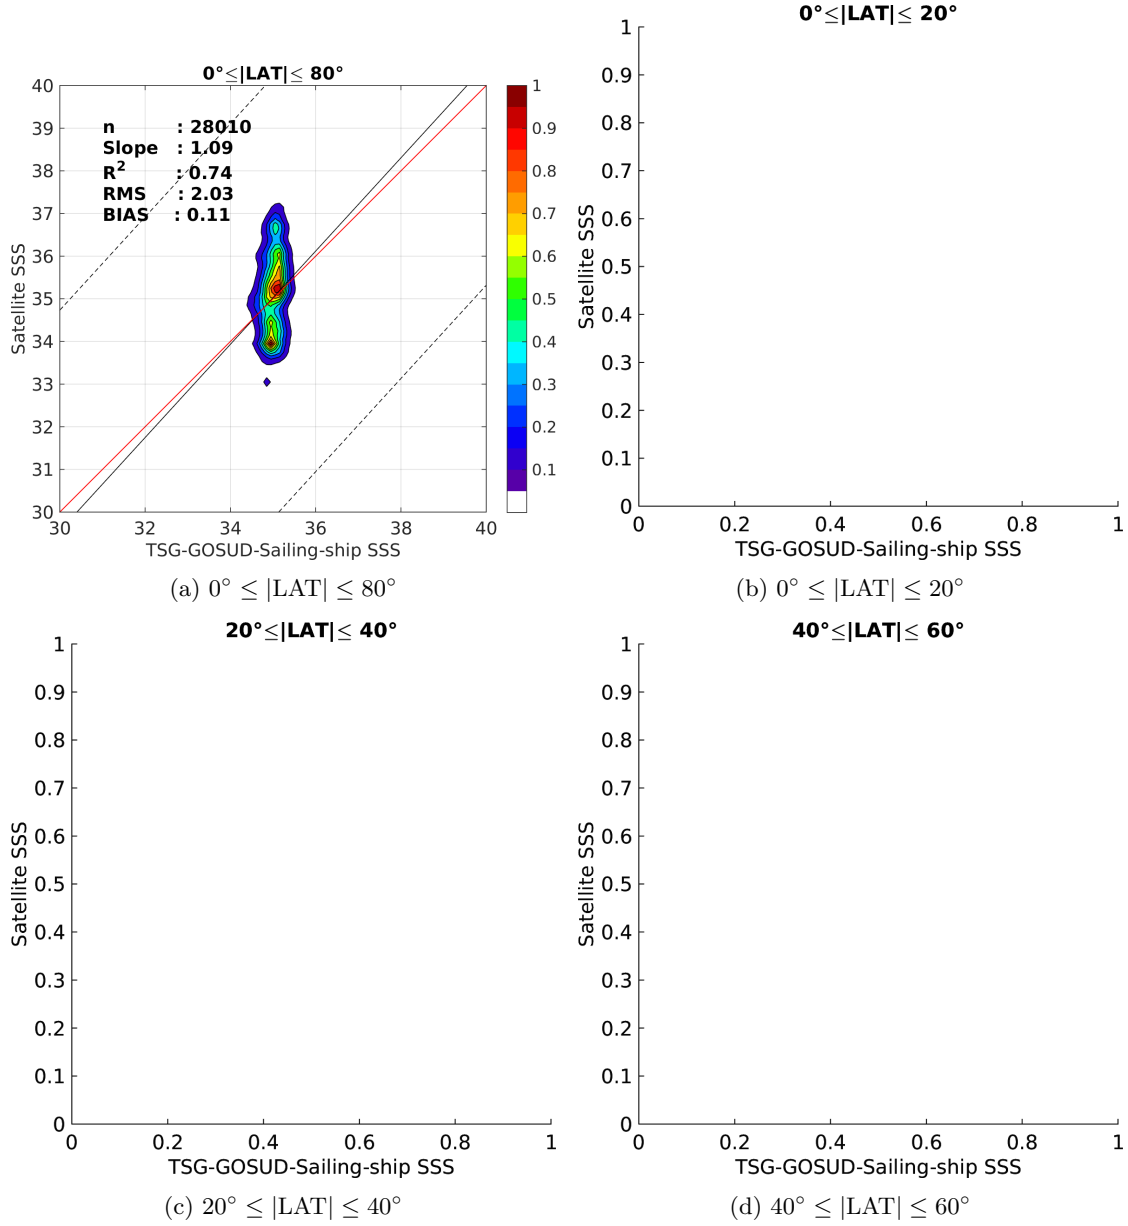 0°≤|LAT|≤ 80°
40
39
38
37
36
35
34
33
32
31
30
Satellite SSS
n : 28010
Slope : 1.09
R² : 0.74
RMS : 2.03
BIAS : 0.11
30 32 34 36 38 40
TSG-GOSUD-Sailing-ship SSS
1
0.9
0.8
0.7
0.6
0.5
0.4
0.3
0.2
0.1
(a) 0° ≤ |LAT| ≤ 80°
0°≤|LAT|≤ 20°
1
0.9
0.8
0.7
0.6
0.5
0.4
0.3
0.2
0.1
0
Satellite SSS
0 0.2 0.4 0.6 0.8 1
TSG-GOSUD-Sailing-ship SSS
(b) 0° ≤ |LAT| ≤ 20°
20°≤|LAT|≤ 40°
1
0.9
0.8
0.7
0.6
0.5
0.4
0.3
0.2
0.1
0
Satellite SSS
0 0.2 0.4 0.6 0.8 1
TSG-GOSUD-Sailing-ship SSS
(c) 20° ≤ |LAT| ≤ 40°
40°≤|LAT|≤ 60°
1
0.9
0.8
0.7
0.6
0.5
0.4
0.3
0.2
0.1
0
Satellite SSS
0 0.2 0.4 0.6 0.8 1
TSG-GOSUD-Sailing-ship SSS
(d) 40° ≤ |LAT| ≤ 60°